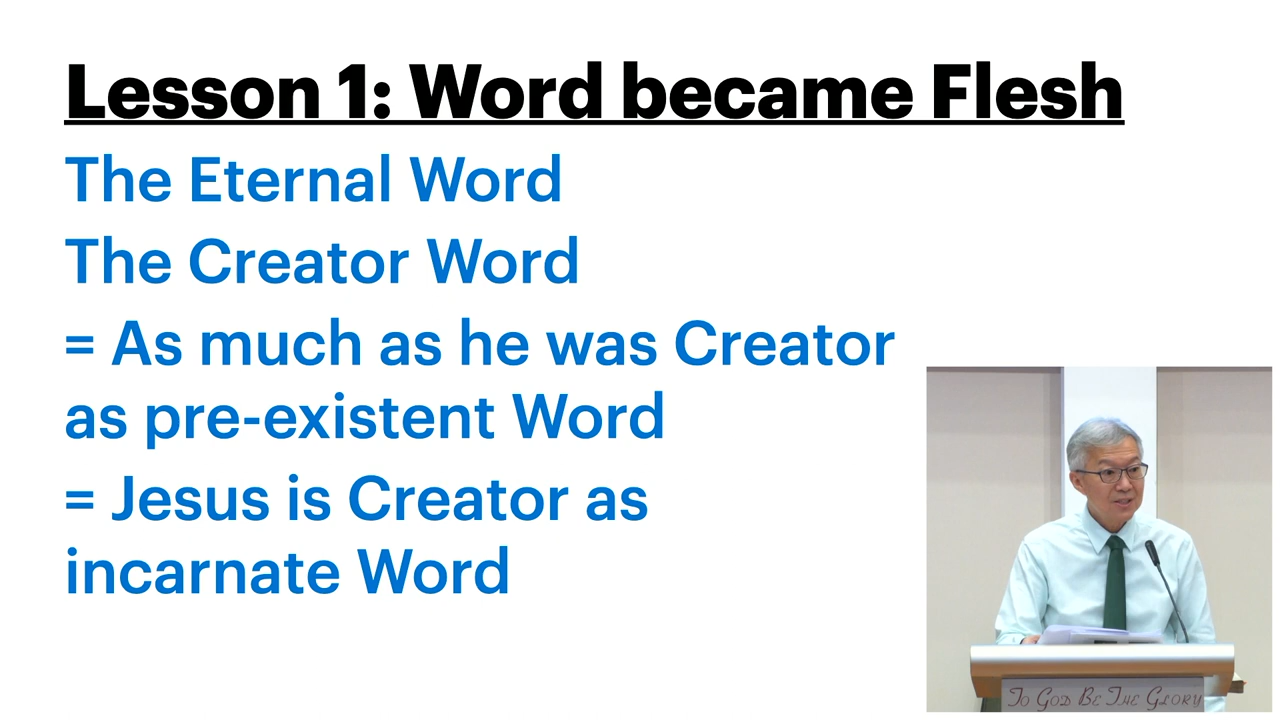 Lesson 1: Word became Flesh
The Eternal Word
The Creator Word
= As much as he was Creator
as pre-existent Word
= Jesus is Creator as
incarnate Word
To God Be The Glory